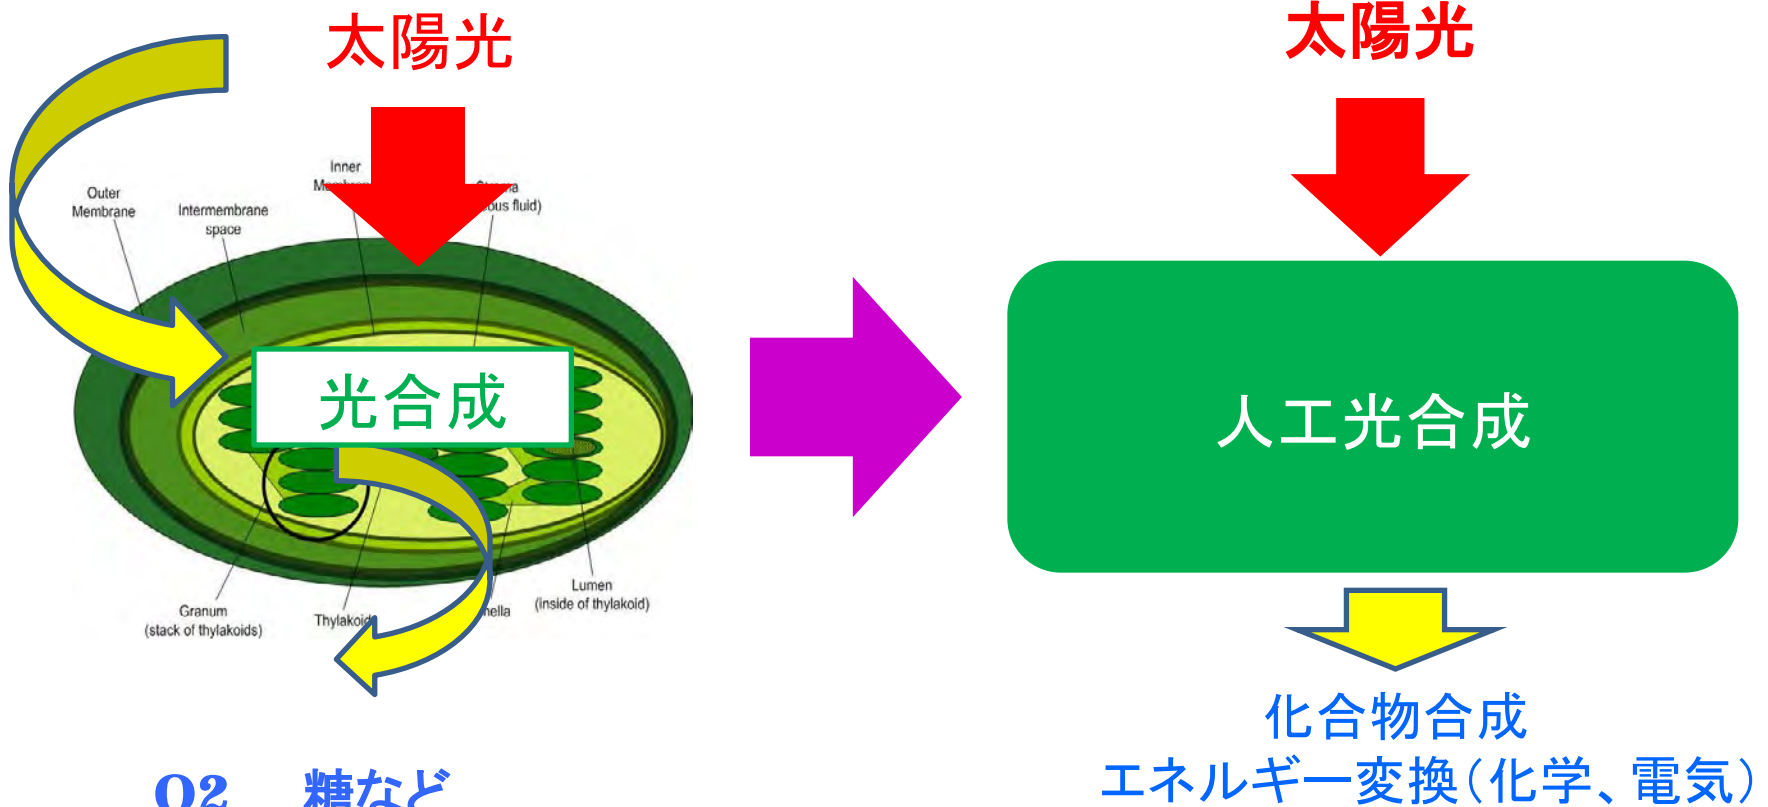 太陽光
太陽光
Outer
Membrane
Intermembrane
space
Inner
fluid)
光合成
人工光合成
Granum
(stack of thylakoids)
Lumen
(inside of thylakoid)
化合物合成
エネルギー変換(化学、電気)
O2 糖など